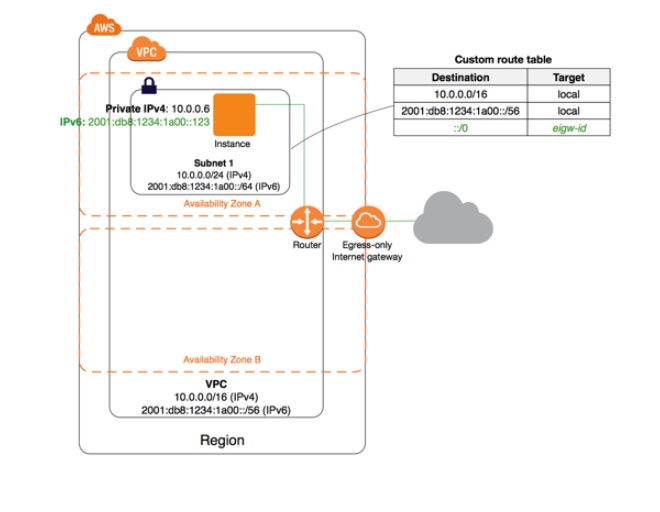 AWS
VPC
Custom route table
Destination Target
10.0.0.0/16 local
2001:db8:1234:1a00::/56 local
::/0 eigw-id
Private IPv4: 10.0.0.6
IPv6: 2001:db8:1234:1a00::123
Instance
Subnet 1
10.0.0.0/24 (IPv4)
2001:db8:1234:1a00::/64 (IPv6)
Availability Zone A
Router
Egress-only
Internet gateway
Availability Zone B
VPC
10.0.0.0/16 (IPv4)
2001:db8:1234:1a00::/56 (IPv6)
Region